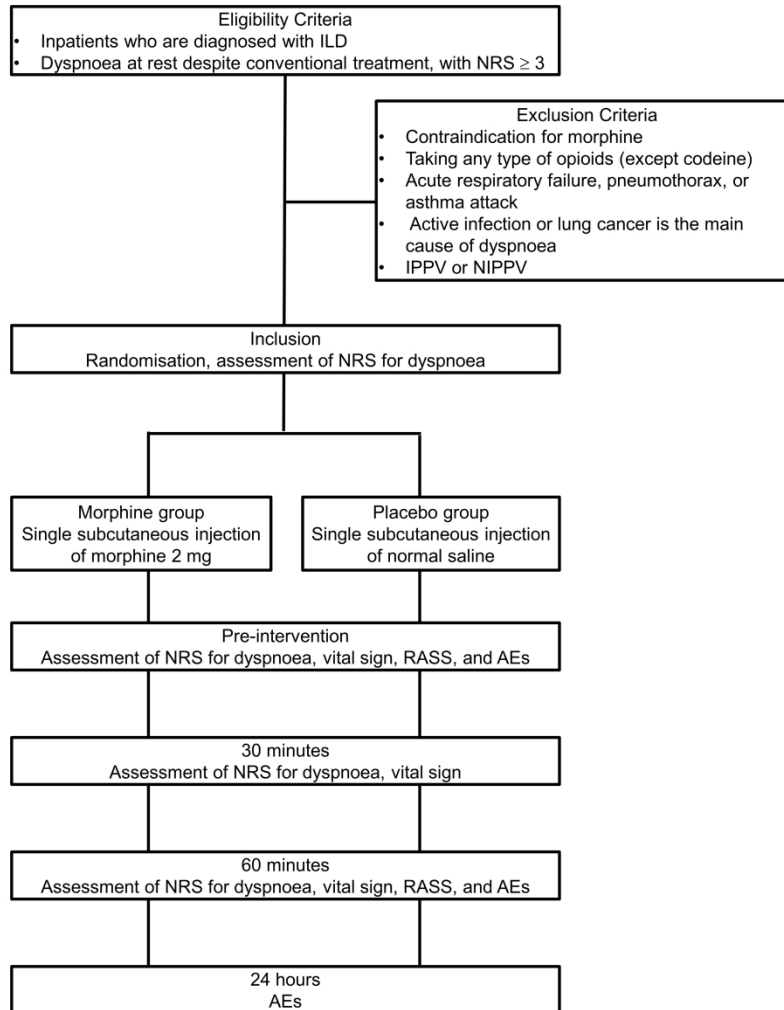 Eligibility Criteria
• Inpatients who are diagnosed with ILD
• Dyspnoea at rest despite conventional treatment, with NRS ≥ 3
Exclusion Criteria
• Contraindication for morphine
• Taking any type of opioids (except codeine)
• Acute respiratory failure, pneumothorax, or
asthma attack
• Active infection or lung cancer is the main
cause of dyspnoea
• IPPV or NIPPV
Inclusion
Randomisation, assessment of NRS for dyspnoea
Morphine group
Single subcutaneous injection
of morphine 2 mg
Placebo group
Single subcutaneous injection
of normal saline
Pre-intervention
Assessment of NRS for dyspnoea, vital sign, RASS, and AEs
30 minutes
Assessment of NRS for dyspnoea, vital sign
60 minutes
Assessment of NRS for dyspnoea, vital sign, RASS, and AEs
24 hours
AEs